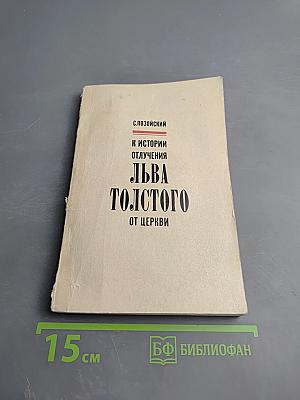 С.ПОЗОЙСКИЙ
К ИСТОРИИ
ОТЛУЧЕНИЯ
ЛЬВА
ТОЛСТОГО
ОТ ЦЕРКВИ
15 см
БФ БИБЛИОФАН